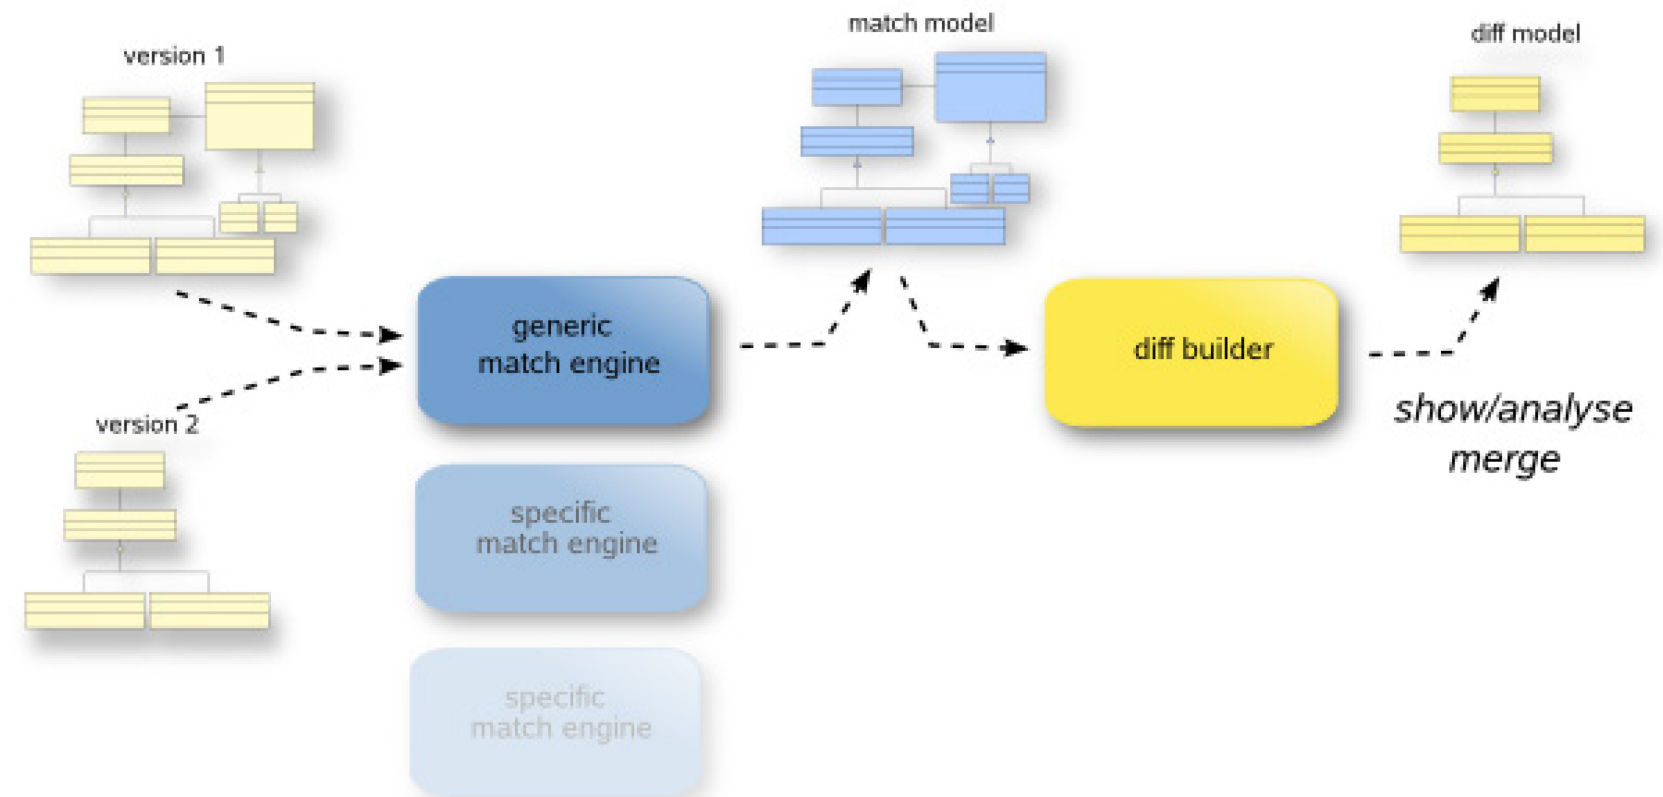 version 1
match model
diff model
generic
match engine
diff builder
show/analyse
merge
version 2
specific
match engine
specific
match engine